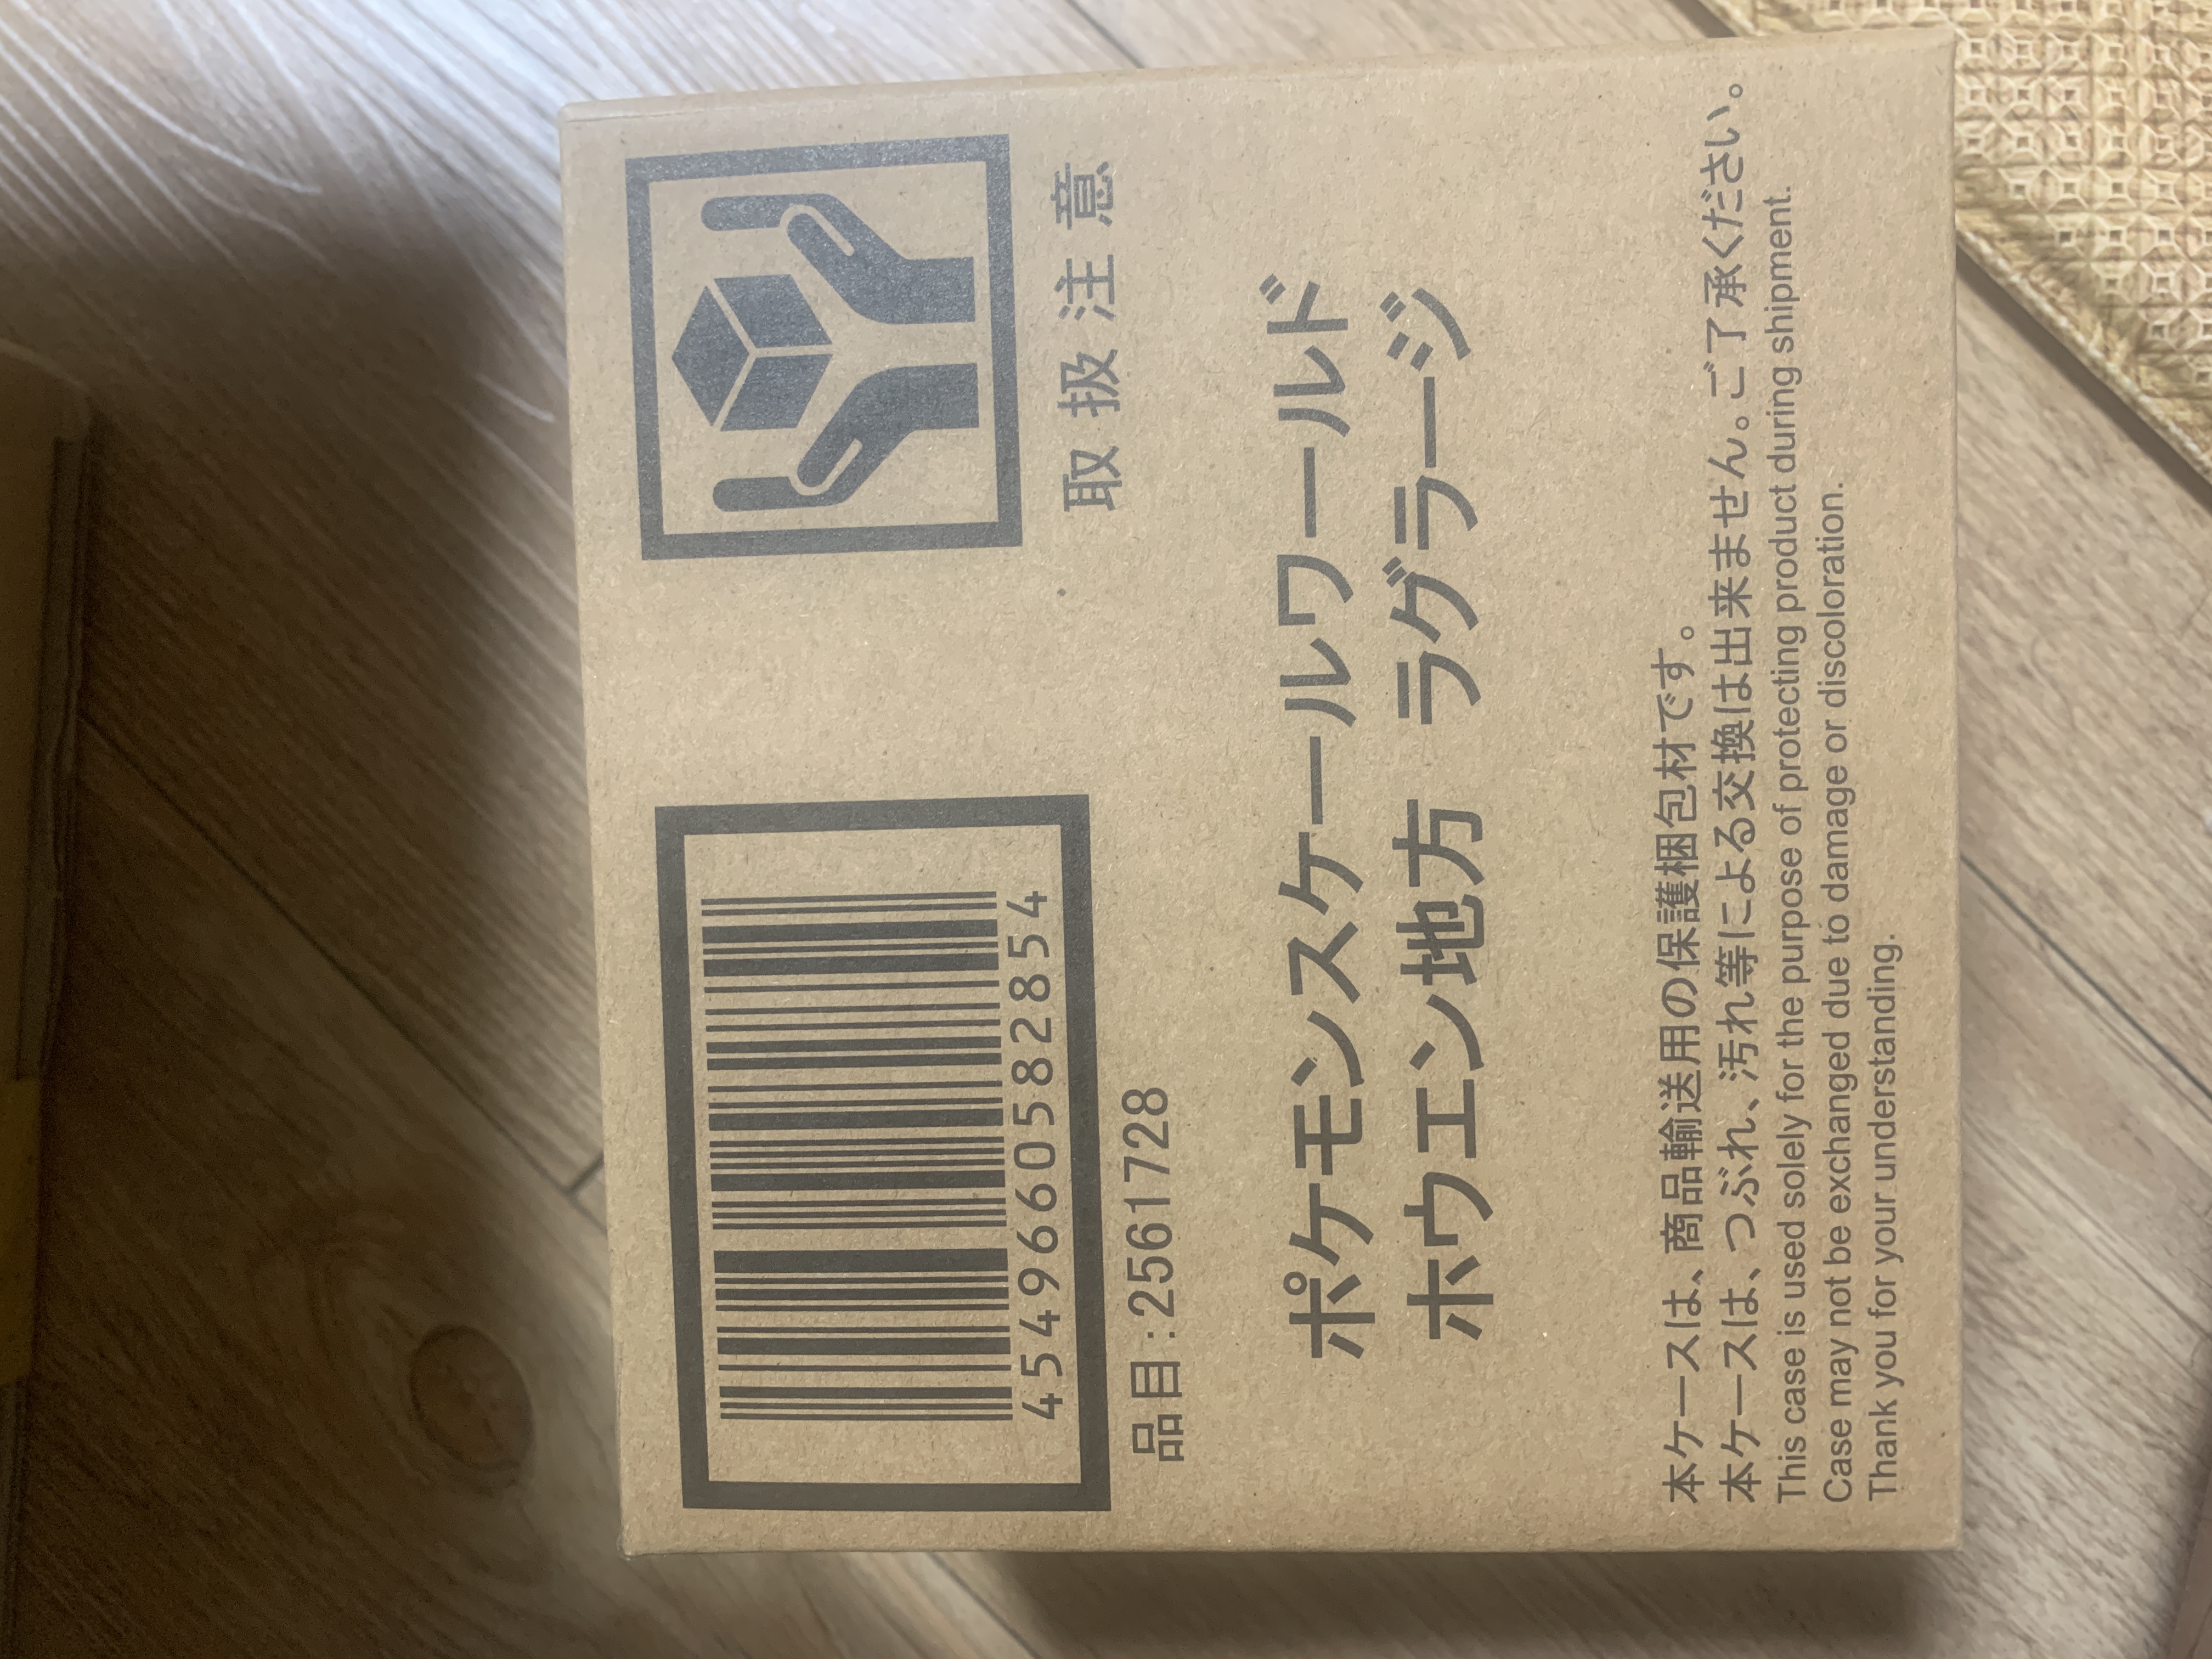 4549660582854
品目:2561728
取扱注意
ポケモンスケールワールド
ホウエン地方 ラグラージ
本ケースは、商品輸送用の保護梱包材です。
本ケースは、つぶれ、汚れ等による交換は出来ません。ご了承ください。
This case is used solely for the purpose of protecting product during shipment.
Case may not be exchanged due to damage or discoloration.
Thank you for your understanding.